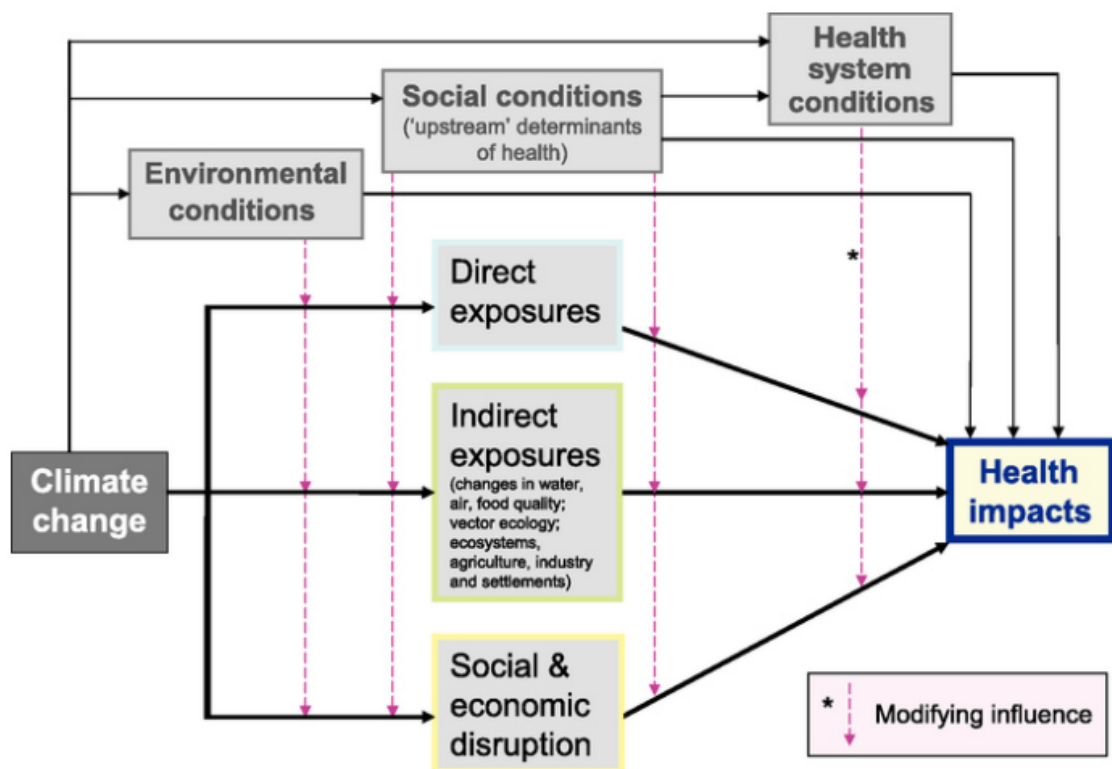 Health
system
conditions
Social conditions
('upstream' determinants
of health)
Environmental
conditions
*
Direct
exposures
Indirect
exposures
(changes in water,
air, food quality;
vector ecology;
ecosystems,
agriculture, industry
and settlements)
Climate
change
Health
impacts
Social &
economic
disruption
* Modifying influence